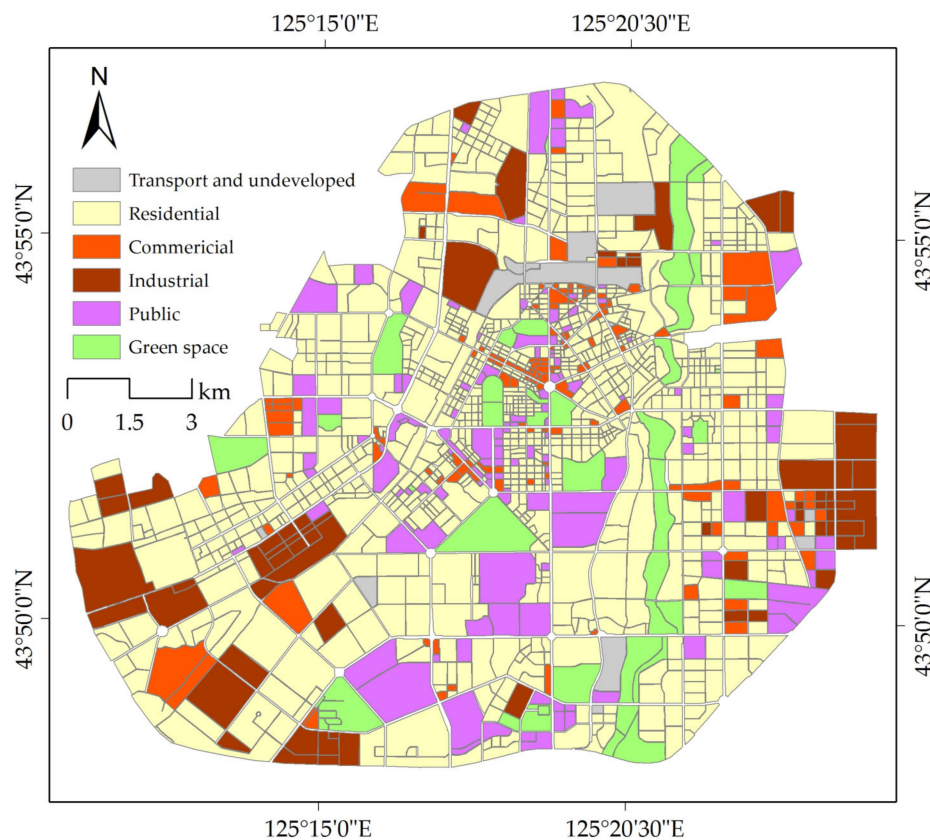 125°15'0"E 125°20'30"E
N
Transport and undeveloped
Residential
Commericial
Industrial
Public
Green space
km
0 1.5 3
43°55'0"N
43°55'0"N
43°50'0"N
43°50'0"N
125°15'0"E 125°20'30"E